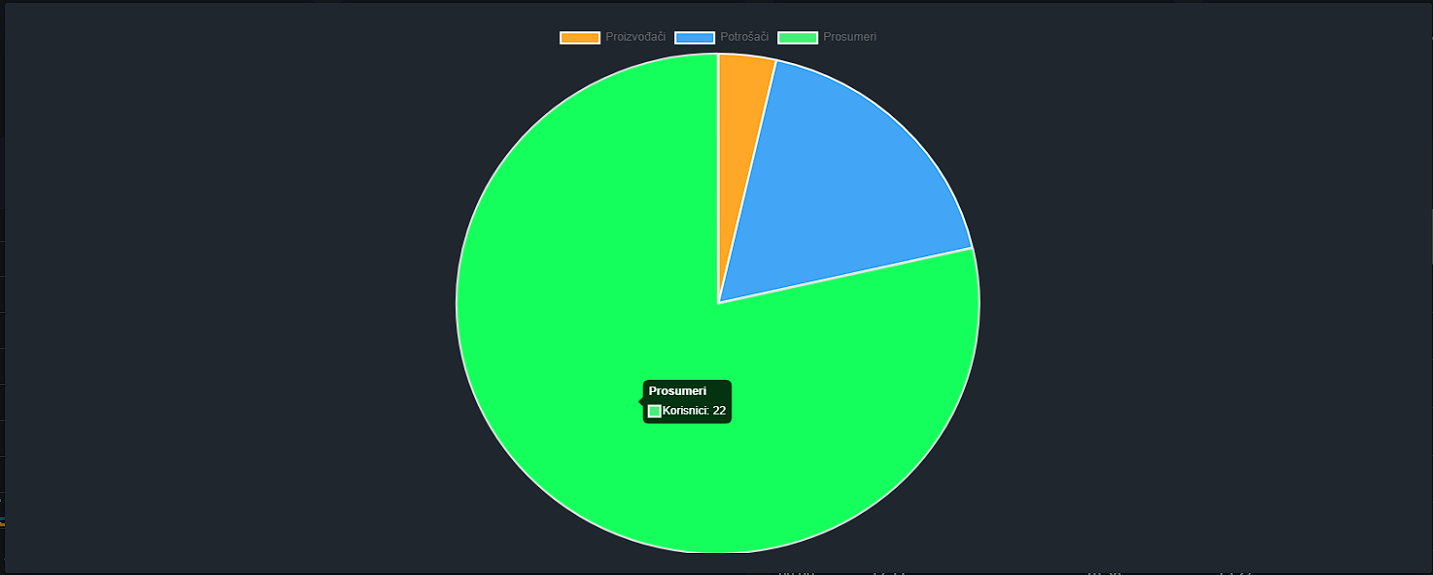 Proizvođači Potrošači Prosumeri
Prosumeri
Korisnici: 22